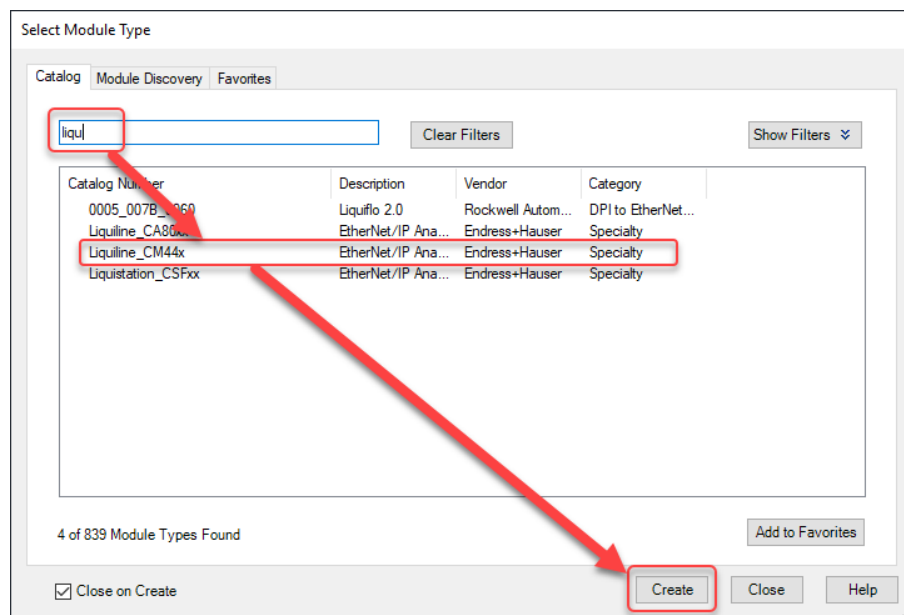 Select Module Type
Catalog Module Discovery Favorites
liqu Clear Filters Show Filters
Catalog Number Description Vendor Category
Liquiflo 2.0 Rockwell Autom... DPI to EtherNet...
EtherNet/IP Ana... Endress+Hauser Specialty
Liquiline_CM44x EtherNet/IP Ana... Endress+Hauser Specialty
Liquistation_CSFxx EtherNet/IP Ana... Endress+Hauser Specialty
4 of 839 Module Types Found Add to Favorites
Close on Create Create Close Help